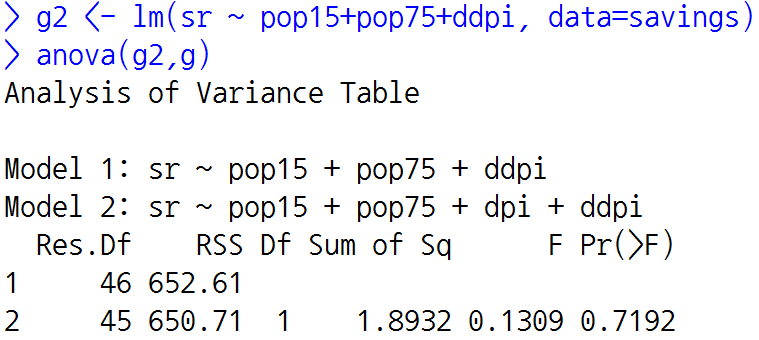 > g2 <- lm(sr ~ pop15+pop75+ddpi, data=savings)
> anova(g2,g)
Analysis of Variance Table
Model 1: sr ~ pop15 + pop75 + ddpi
Model 2: sr ~ pop15 + pop75 + dpi + ddpi
  Res.Df    RSS Df Sum of Sq      F Pr(>F)
1     46 652.61
2     45 650.71  1    1.8932 0.1309 0.7192